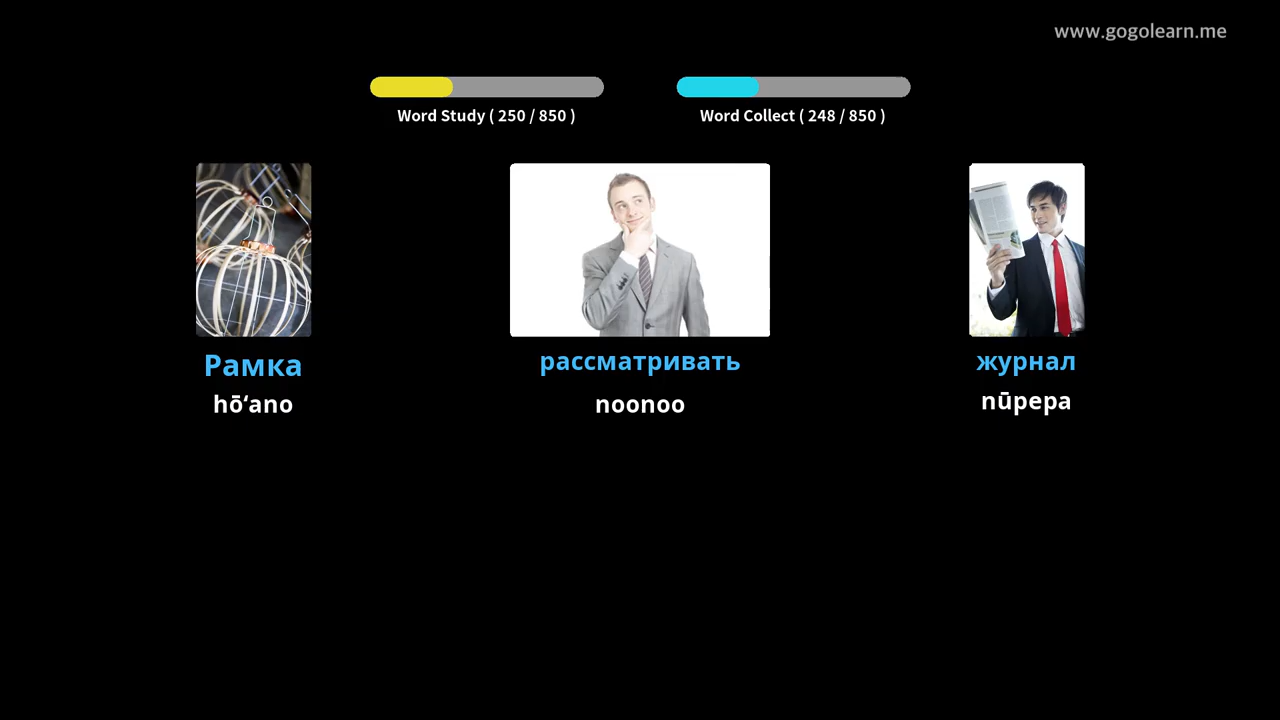 www.gogolearn.me
Word Study ( 250 / 850 )
Word Collect ( 248 / 850 )
Рамка
hōʻano
рассматривать
noonoo
журнал
nūpepa